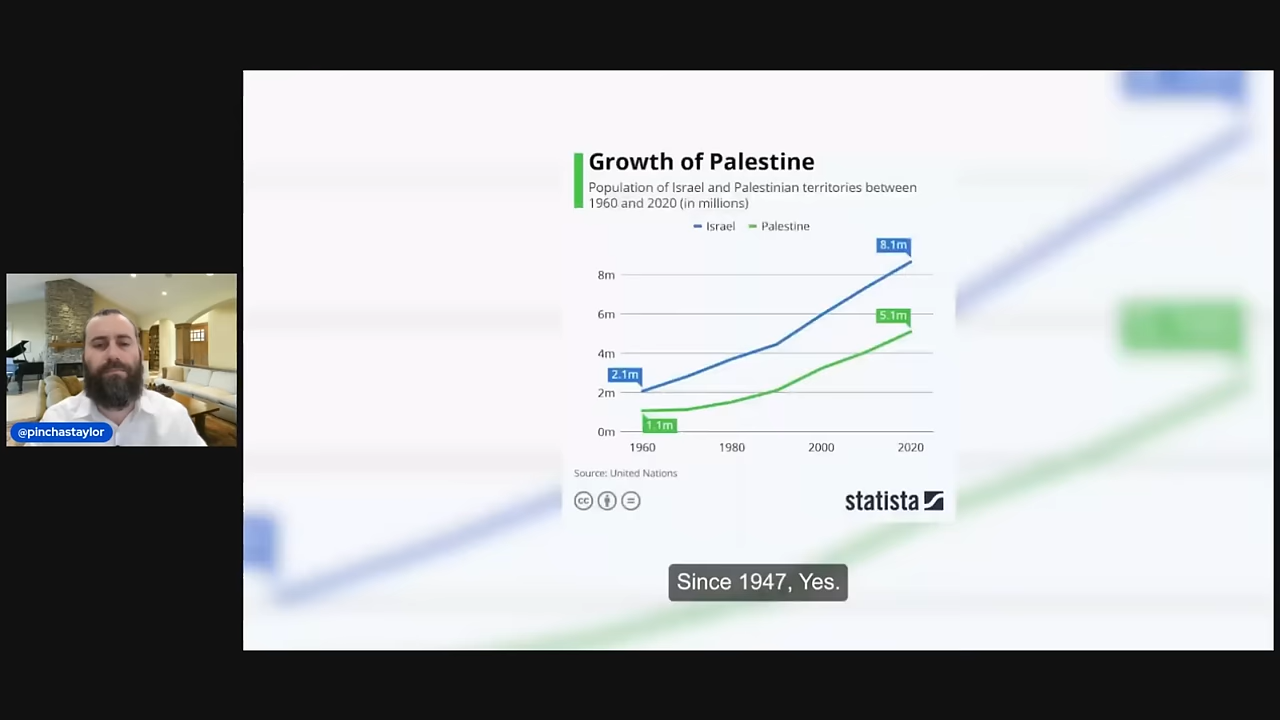 Growth of Palestine
Population of Israel and Palestinian territories between
1960 and 2020 (in millions)
Israel Palestine
8.1m
8m
6m
5.1m
4m
2.1m
2m
1.1m
0m
1960 1980 2000 2020
Source: United Nations
cc
statista
@pinchastaylor
Since 1947, Yes.